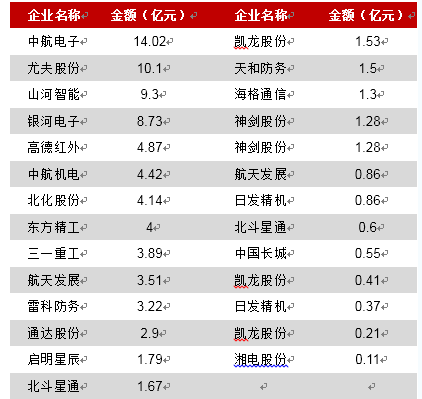 企业名称 金额（亿元） 企业名称 金额（亿元）
中航电子 14.02 凯龙股份 1.53
尤夫股份 10.1 天和防务 1.5
山河智能 9.3 海格通信 1.3
银河电子 8.73 神剑股份 1.28
高德红外 4.87 神剑股份 1.28
中航机电 4.42 航天发展 0.86
北化股份 4.14 日发精机 0.86
东方精工 4 北斗星通 0.6
三一重工 3.89 中国长城 0.55
航天发展 3.51 凯龙股份 0.41
雷科防务 3.22 日发精机 0.37
通达股份 2.9 凯龙股份 0.21
启明星辰 1.79 湘电股份 0.11
北斗星通 1.67